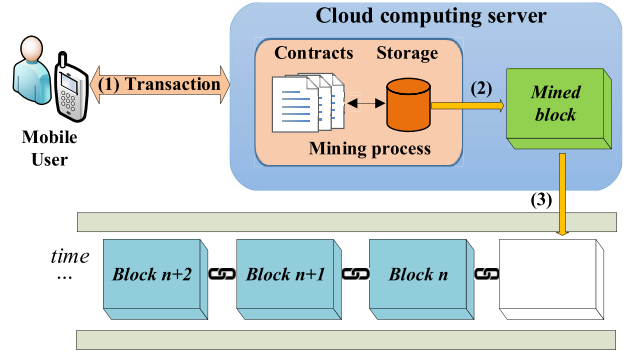 Cloud computing server
Contracts Storage
(1) Transaction
(2)
Mined
block
Mobile
User
Mining process
(3)
time
...
Block n+2
Block n+1
Block n